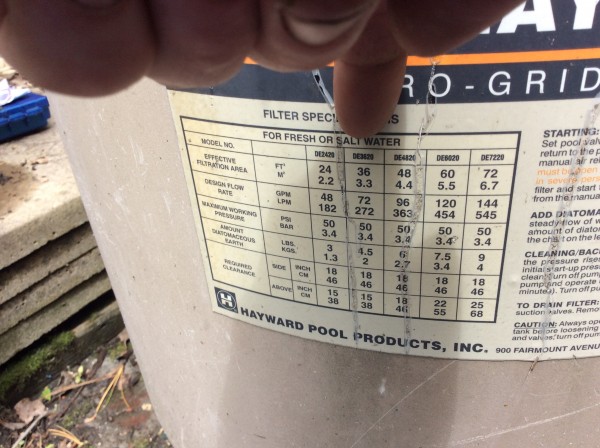 RO-GRID
FILTER SPECI
FOR FRESH OR SALT WATER
MODEL NO. DE2420 DE3620 DE4820 DE6020 DE7220
EFFECTIVE FILTRATION AREA FT² 24 36 48 60 72
M² 2.2 3.3 4.4 5.5 6.7
DESIGN FLOW RATE GPM 48 72 96 120 144
LPM 182 272 363 454 545
MAXIMUM WORKING PRESSURE PSI 50 50 50 50 50
BAR 3.4 3.4 3.4 3.4 3.4
AMOUNT DIATOMACEOUS EARTH LBS. 3 4.5 6 7.5 9
KGS. 1.3 2 2.7 3.4 4
REQUIRED CLEARANCE SIDE INCH 18 18 18 18 18
CM 46 46 46 46 46
ABOVE INCH 15 15 18 22 25
CM 38 38 46 55 68
H
HAYWARD POOL PRODUCTS, INC. 900 FAIRMOUNT AVENU
STARTING:
Set pool valv
return to the p
manual air rel
must be open
filter and start
from the manua
ADD DIATOMA
steady flow of w
amount of diato
the chart on the le
CLEANING/BAC
the pressure rises
initial start-up press
clean. Turn off pu
pump and operate
minutes). Turn off pu
TO DRAIN FILTER:
suction valves. Remo
CAUTION: Always ope
tank before loosening
and valves, turn off pum